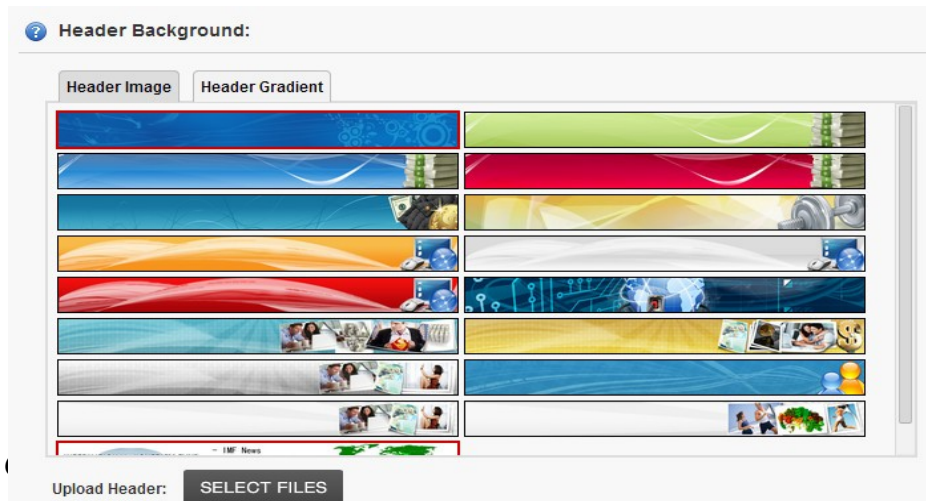 Header Background:
Header Image
Header Gradient
- IMF News
Upload Header:
SELECT FILES